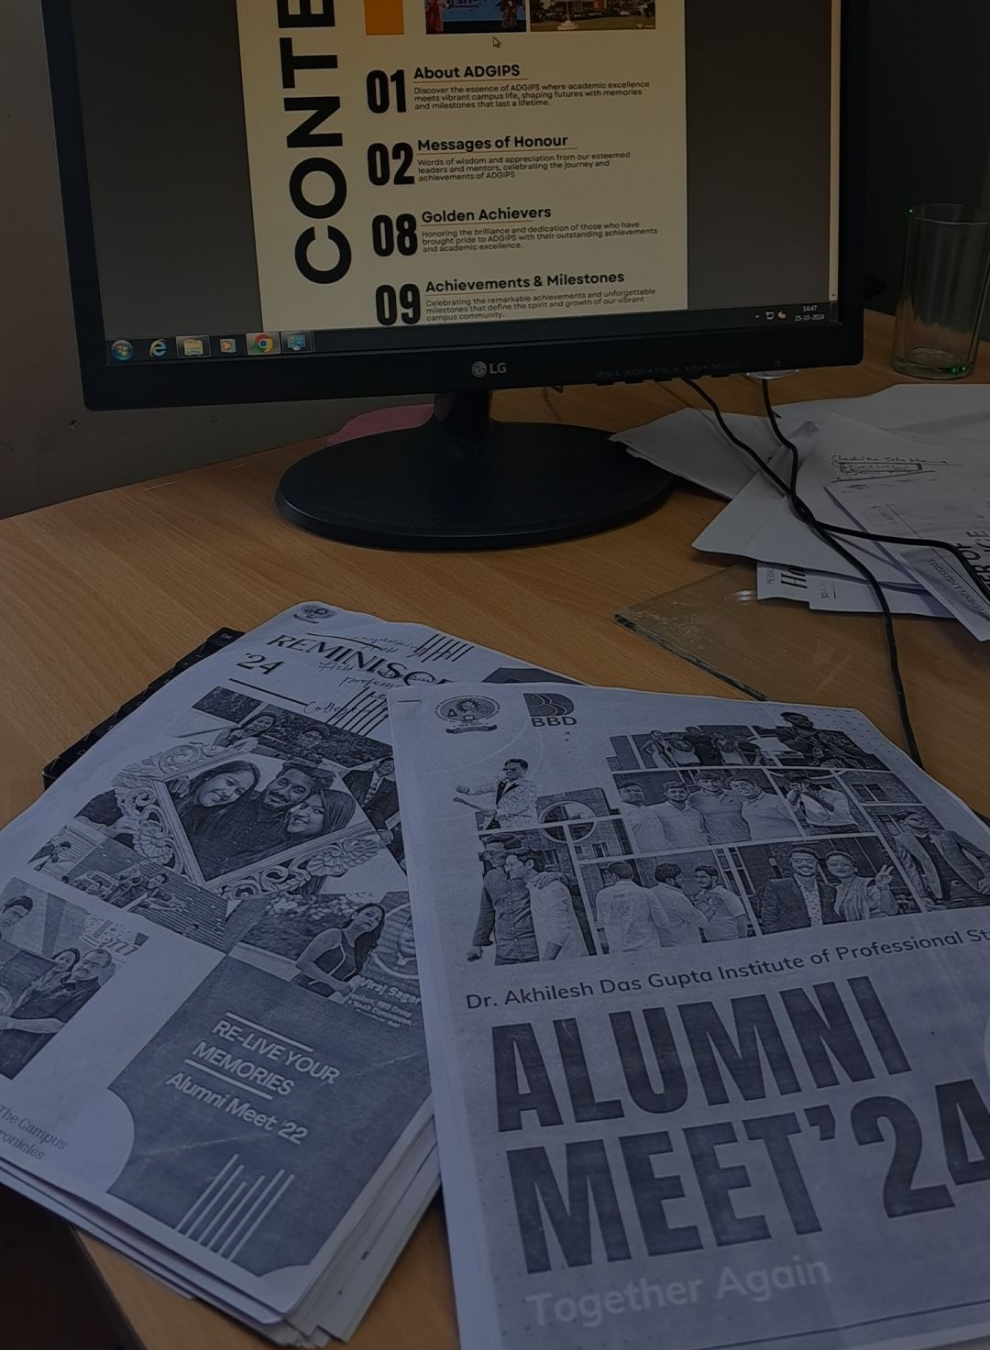 CONTE
01
About ADGIPS
Discover the essence of ADGIPS where academic excellence
meets vibrant campus life, shaping futures with memories
and milestones that last a lifetime.
02
Messages of Honour
Words of wisdom and appreciation from our esteemed
leaders and mentors, celebrating the journey and
achievements of ADGIPS
08
Golden Achievers
Honoring the brilliance and dedication of those who have
brought pride to ADGIPS with their outstanding achievements
and academic excellence.
09
Achievements & Milestones
Celebrating the remarkable achievements and unforgettable
milestones that define the spirit and growth of our vibrant
campus community.
14:47
25-10-2024
LG
REMINISC
'24
RE-LIVE YOUR
MEMORIES
Alumni Meet '22
The Campus
BBD
Dr. Akhilesh Das Gupta Institute of Professional St
ALUMNI
MEET'24
Together Again